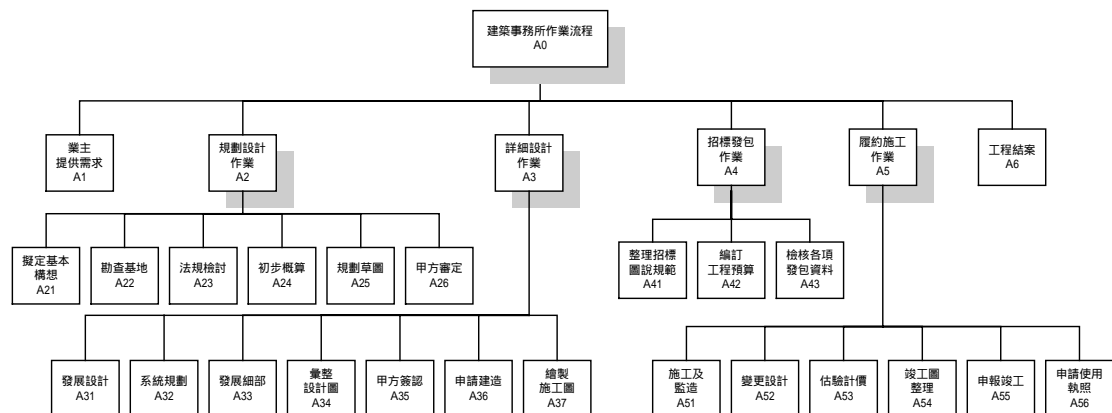 建築事務所作業流程
A0
業主
提供需求
A1
規劃設計
作業
A2
詳細設計
作業
A3
招標發包
作業
A4
履約施工
作業
A5
工程結案
A6
擬定基本
構想
A21
勘查基地
A22
法規檢討
A23
初步概算
A24
規劃草圖
A25
甲方審定
A26
整理招標
圖說規範
A41
編訂
工程預算
A42
檢核各項
發包資料
A43
發展設計
A31
系統規劃
A32
發展細部
A33
彙整
設計圖
A34
甲方簽認
A35
申請建造
A36
繪製
施工圖
A37
施工及
監造
A51
變更設計
A52
估驗計價
A53
竣工圖
整理
A54
申報竣工
A55
申請使用
執照
A56